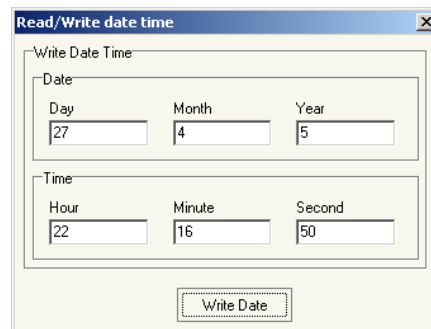 Read/Write date time
Write Date Time
Date
Day Month Year
27 4 5
Time
Hour Minute Second
22 16 50
Write Date